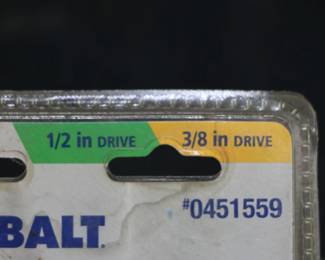 1/2 in DRIVE 3/8 in DRIVE
#0451559
BALT